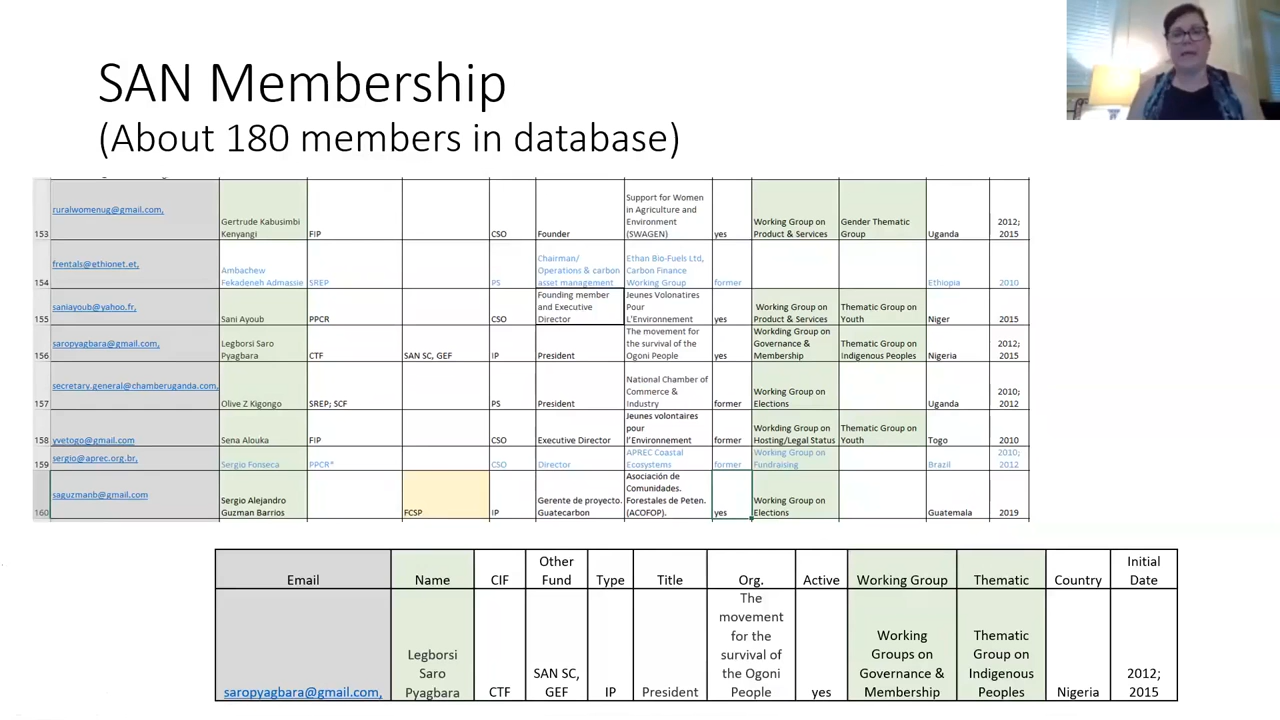 SAN Membership
(About 180 members in database)
153 ruralwomenug@gmail.com, Gertrude Kabusimbi Kenyangi FIP CSO Founder Support for Women in Agriculture and Environment (SWAGEN) yes Working Group on Product & Services Gender Thematic Group Uganda 2012; 2015
154 frentals@ethionet.et, Ambachew Fekadeneh Admassie SREP PS Chairman/ Operations & carbon asset management Ethan Bio-Fuels Ltd, Carbon Finance Working Group former Ethiopia 2010
155 saniayoub@yahoo.fr, Sani Ayoub PPCR CSO Founding member and Executive Director Jeunes Volonatires Pour L'Environnement yes Working Group on Product & Services Thematic Group on Youth Niger 2015
156 saropyagbara@gmail.com, Legborsi Saro Pyagbara CTF SAN SC, GEF IP President The movement for the survival of the Ogoni People yes Workding Group on Governance & Membership Thematic Group on Indigenous Peoples Nigeria 2012; 2015
157 secretary.general@chamberuganda.com, Olive Z Kigongo SREP; SCF PS President National Chamber of Commerce & Industry former Working Group on Elections Uganda 2010; 2012
158 yvetogo@gmail.com Sena Alouka FIP CSO Executive Director Jeunes volontaires pour l'Environnement former Workding Group on Hosting/Legal Status Thematic Group on Youth Togo 2010
159 sergio@aprec.org.br, Sergio Fonseca PPCR* CSO Director APREC Coastal Ecosystems former Working Group on Fundraising Brazil 2010; 2012
160 saguzmanb@gmail.com Sergio Alejandro Guzman Barrios FCSP IP Gerente de proyecto. Guatecarbon Asociación de Comunidades. Forestales de Peten. (ACOFOP). yes Working Group on Elections Guatemala 2019
Email Name CIF Other Fund Type Title Org. Active Working Group Thematic Country Initial Date
saropyagbara@gmail.com, Legborsi Saro Pyagbara CTF SAN SC, GEF IP President The movement for the survival of the Ogoni People yes Working Groups on Governance & Membership Thematic Group on Indigenous Peoples Nigeria 2012; 2015